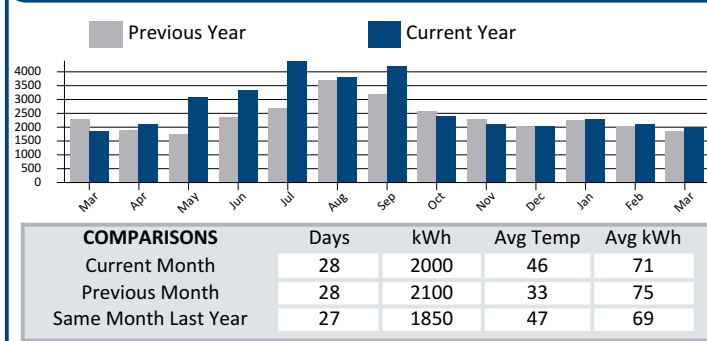 Previous Year Current Year
4000
3500
3000
2500
2000
1500
1000
500
0
Mar Apr May Jun Jul Aug Sep Oct Nov Dec Jan Feb Mar
COMPARISONS Days kWh Avg Temp Avg kWh
Current Month 28 2000 46 71
Previous Month 28 2100 33 75
Same Month Last Year 27 1850 47 69